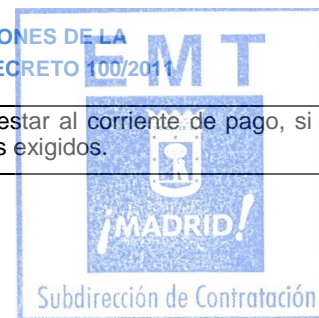 ONES DE LA
ECRETO 100/2011
EMT
estar al corriente de pago, si
s exigidos.
¡MADRID!
Subdirección de Contratación